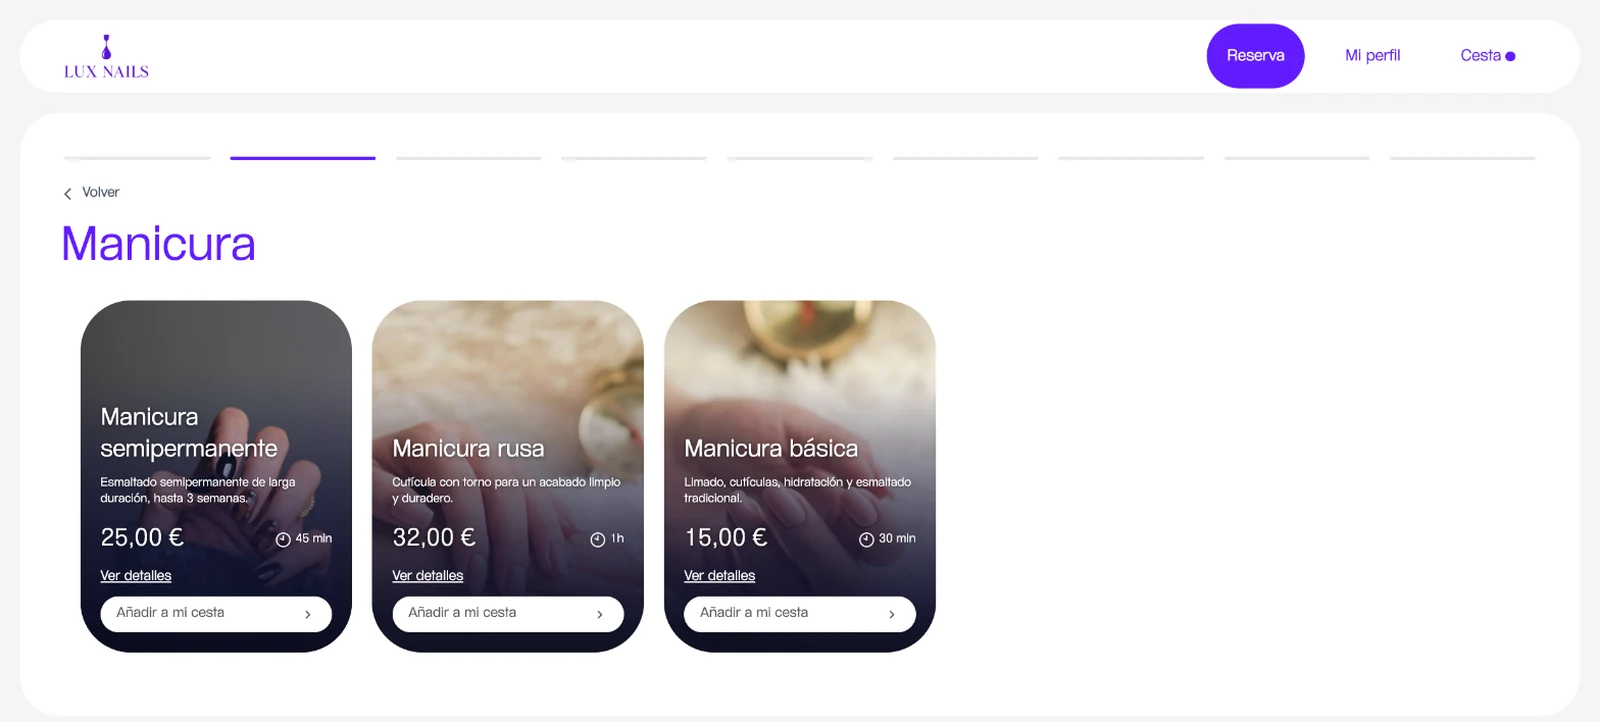 LUX NAILS
Reserva
Mi perfil
Cesta
Volver
Manicura
Manicura
semipermanente
Esmaltado semipermanente de larga
duración, hasta 3 semanas.
25,00 €
45 min
Ver detalles
Añadir a mi cesta
Manicura rusa
Cutícula con torno para un acabado limpio
y duradero.
32,00 €
1h
Ver detalles
Añadir a mi cesta
Manicura básica
Limado, cutículas, hidratación y esmaltado
tradicional.
15,00 €
30 min
Ver detalles
Añadir a mi cesta